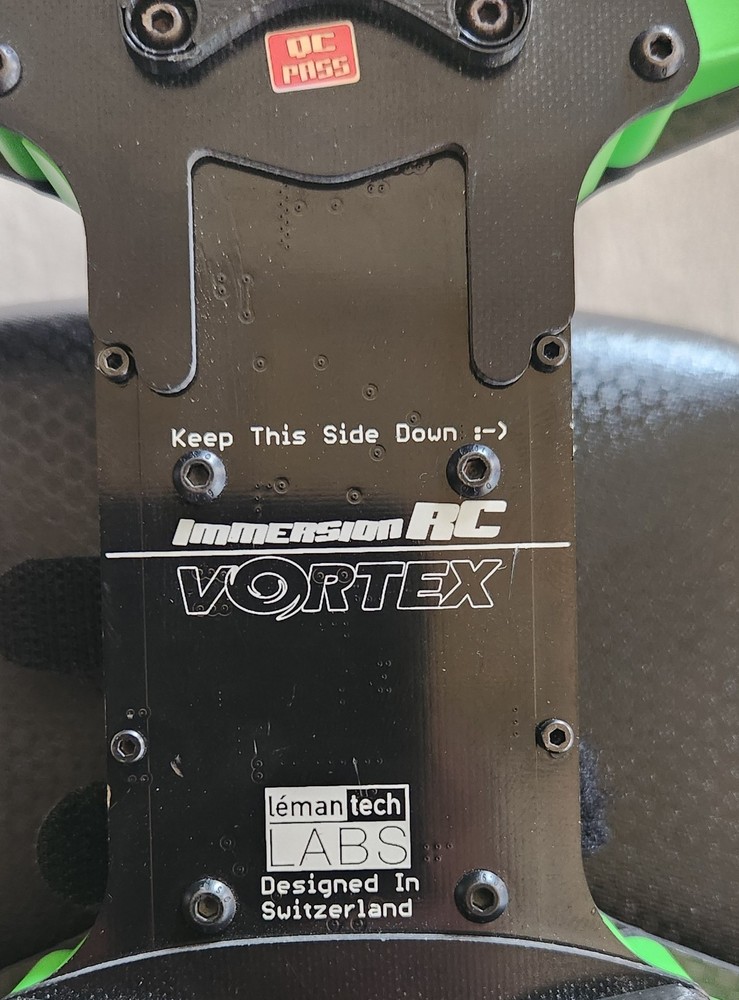 QC
PASS
Keep This Side Down :-)
ImmersionRC
VORTEX
lémantech
LABS
Designed In
Switzerland